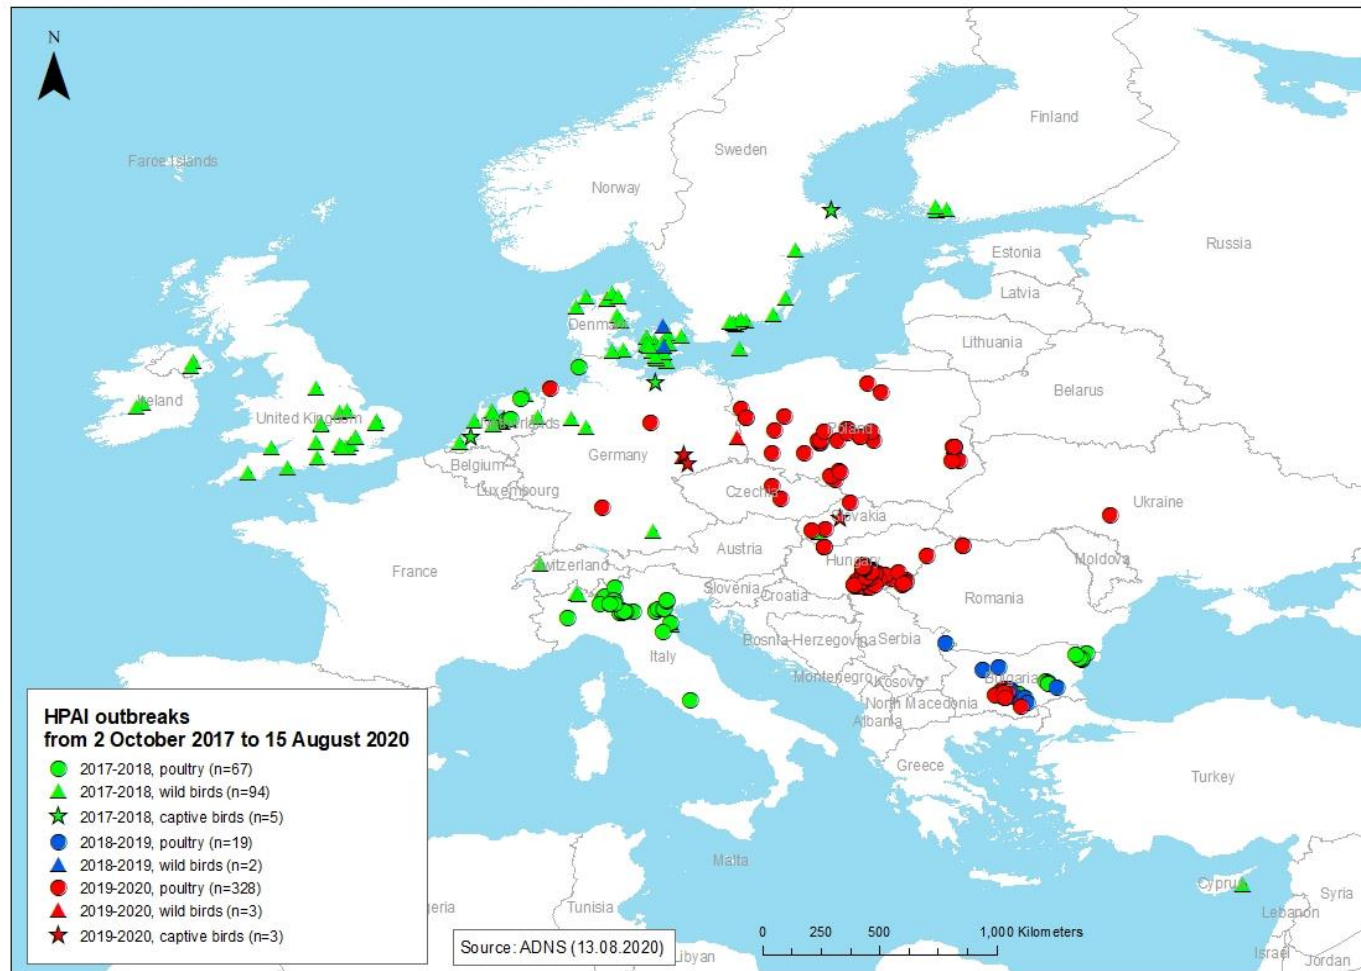 N
Finland
Faroe Islands
Sweden
Norway
Russia
Estonia
Latvia
Denmark
Lithuania
Belarus
Ireland
United Kingdom
Netherlands
Poland
Germany
Belgium
Luxembourg
Czechia
Ukraine
Slovakia
Austria
France
Switzerland
Hungary
Moldova
Slovenia
Croatia
Romania
Bosnia-Herzegovina
Serbia
Italy
Montenegro
Kosovo*
Bulgaria
North Macedonia
Albania
Greece
Turkey
Malta
Cyprus
Syria
Lebanon
Israel
Jordan
Tunisia
geria
Libyan
HPAI outbreaks
from 2 October 2017 to 15 August 2020
2017-2018, poultry (n=67)
2017-2018, wild birds (n=94)
2017-2018, captive birds (n=5)
2018-2019, poultry (n=19)
2018-2019, wild birds (n=2)
2019-2020, poultry (n=328)
2019-2020, wild birds (n=3)
2019-2020, captive birds (n=3)
Source: ADNS (13.08.2020)
0 250 500 1,000 Kilometers